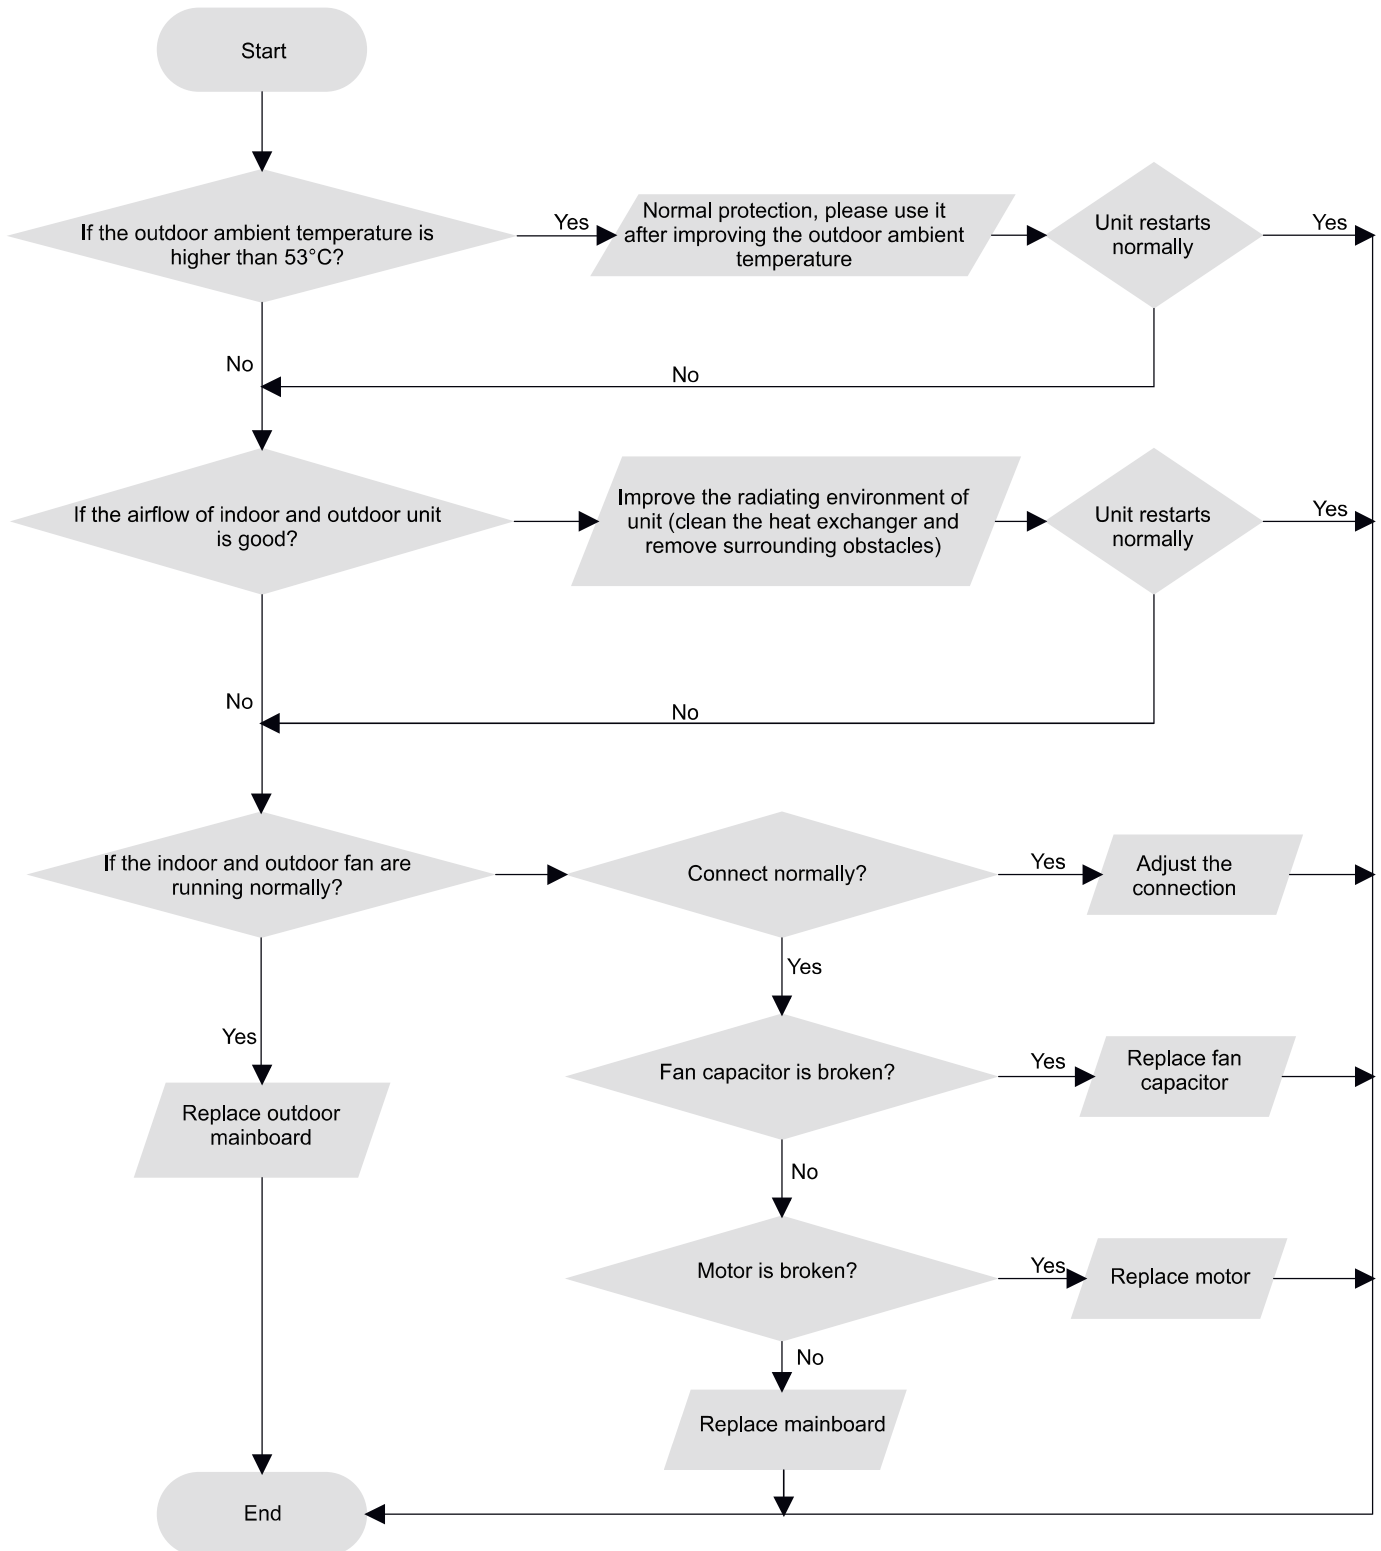 Start
If the outdoor ambient temperature is
higher than 53°C?
Yes
Normal protection, please use it
after improving the outdoor ambient
temperature
Unit restarts
normally
Yes
No
No
If the airflow of indoor and outdoor unit
is good?
Improve the radiating environment of
unit (clean the heat exchanger and
remove surrounding obstacles)
Unit restarts
normally
Yes
No
No
If the indoor and outdoor fan are
running normally?
Connect normally?
Yes
Adjust the
connection
Yes
Yes
Fan capacitor is broken?
Yes
Replace fan
capacitor
Replace outdoor
mainboard
No
Motor is broken?
Yes
Replace motor
No
Replace mainboard
End